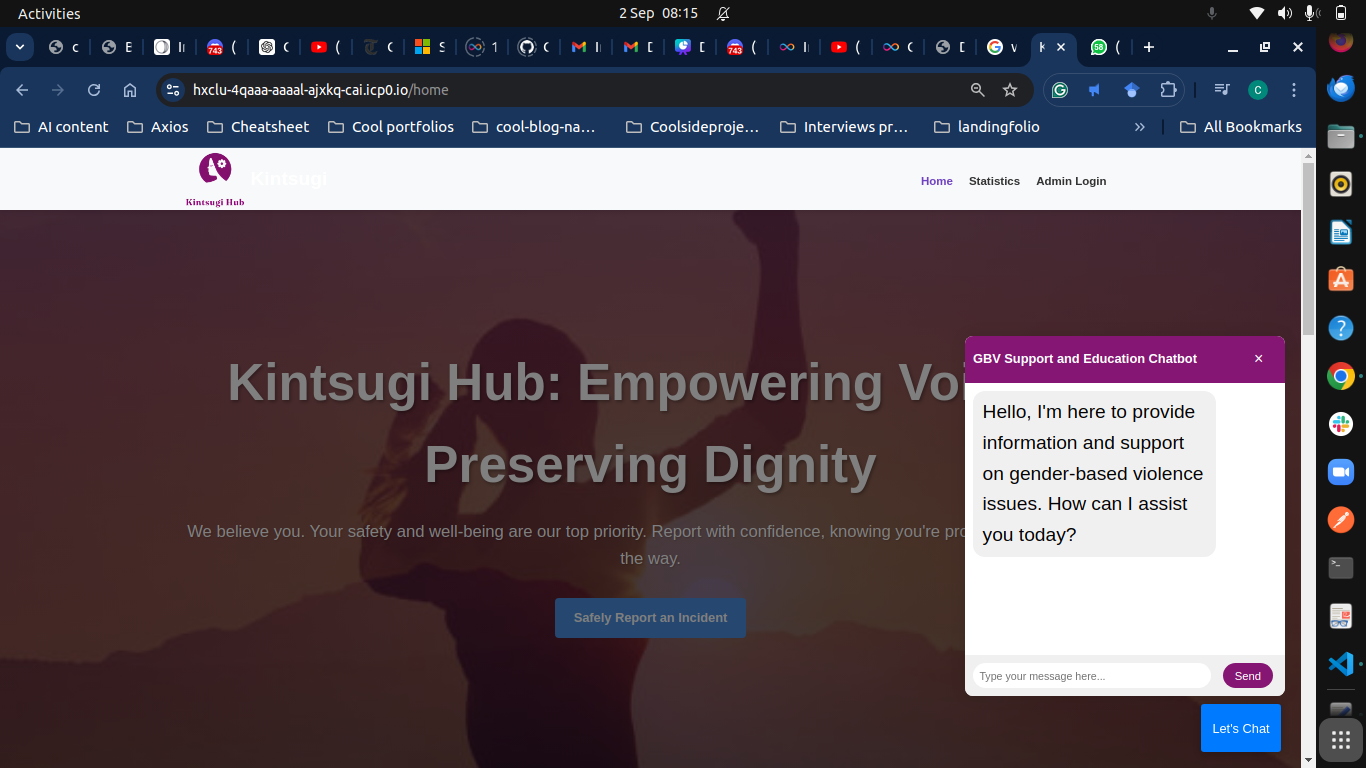 Activities
2 Sep 08:15
hxclu-4qaaa-aaaal-ajxkq-cai.icp0.io/home
AI content
Axios
Cheatsheet
Cool portfolios
cool-blog-na…
Coolsideproje…
Interviews pr…
landingfolio
»
All Bookmarks
Kintsugi
Kintsugi Hub
Home
Statistics
Admin Login
Kintsugi Hub: Empowering Voi
Preserving Dignity
We believe you. Your safety and well-being are our top priority. Report with confidence, knowing you're pro
the way.
Safely Report an Incident
GBV Support and Education Chatbot
×
Hello, I'm here to provide
information and support
on gender-based violence
issues. How can I assist
you today?
Type your message here...
Send
Let's Chat